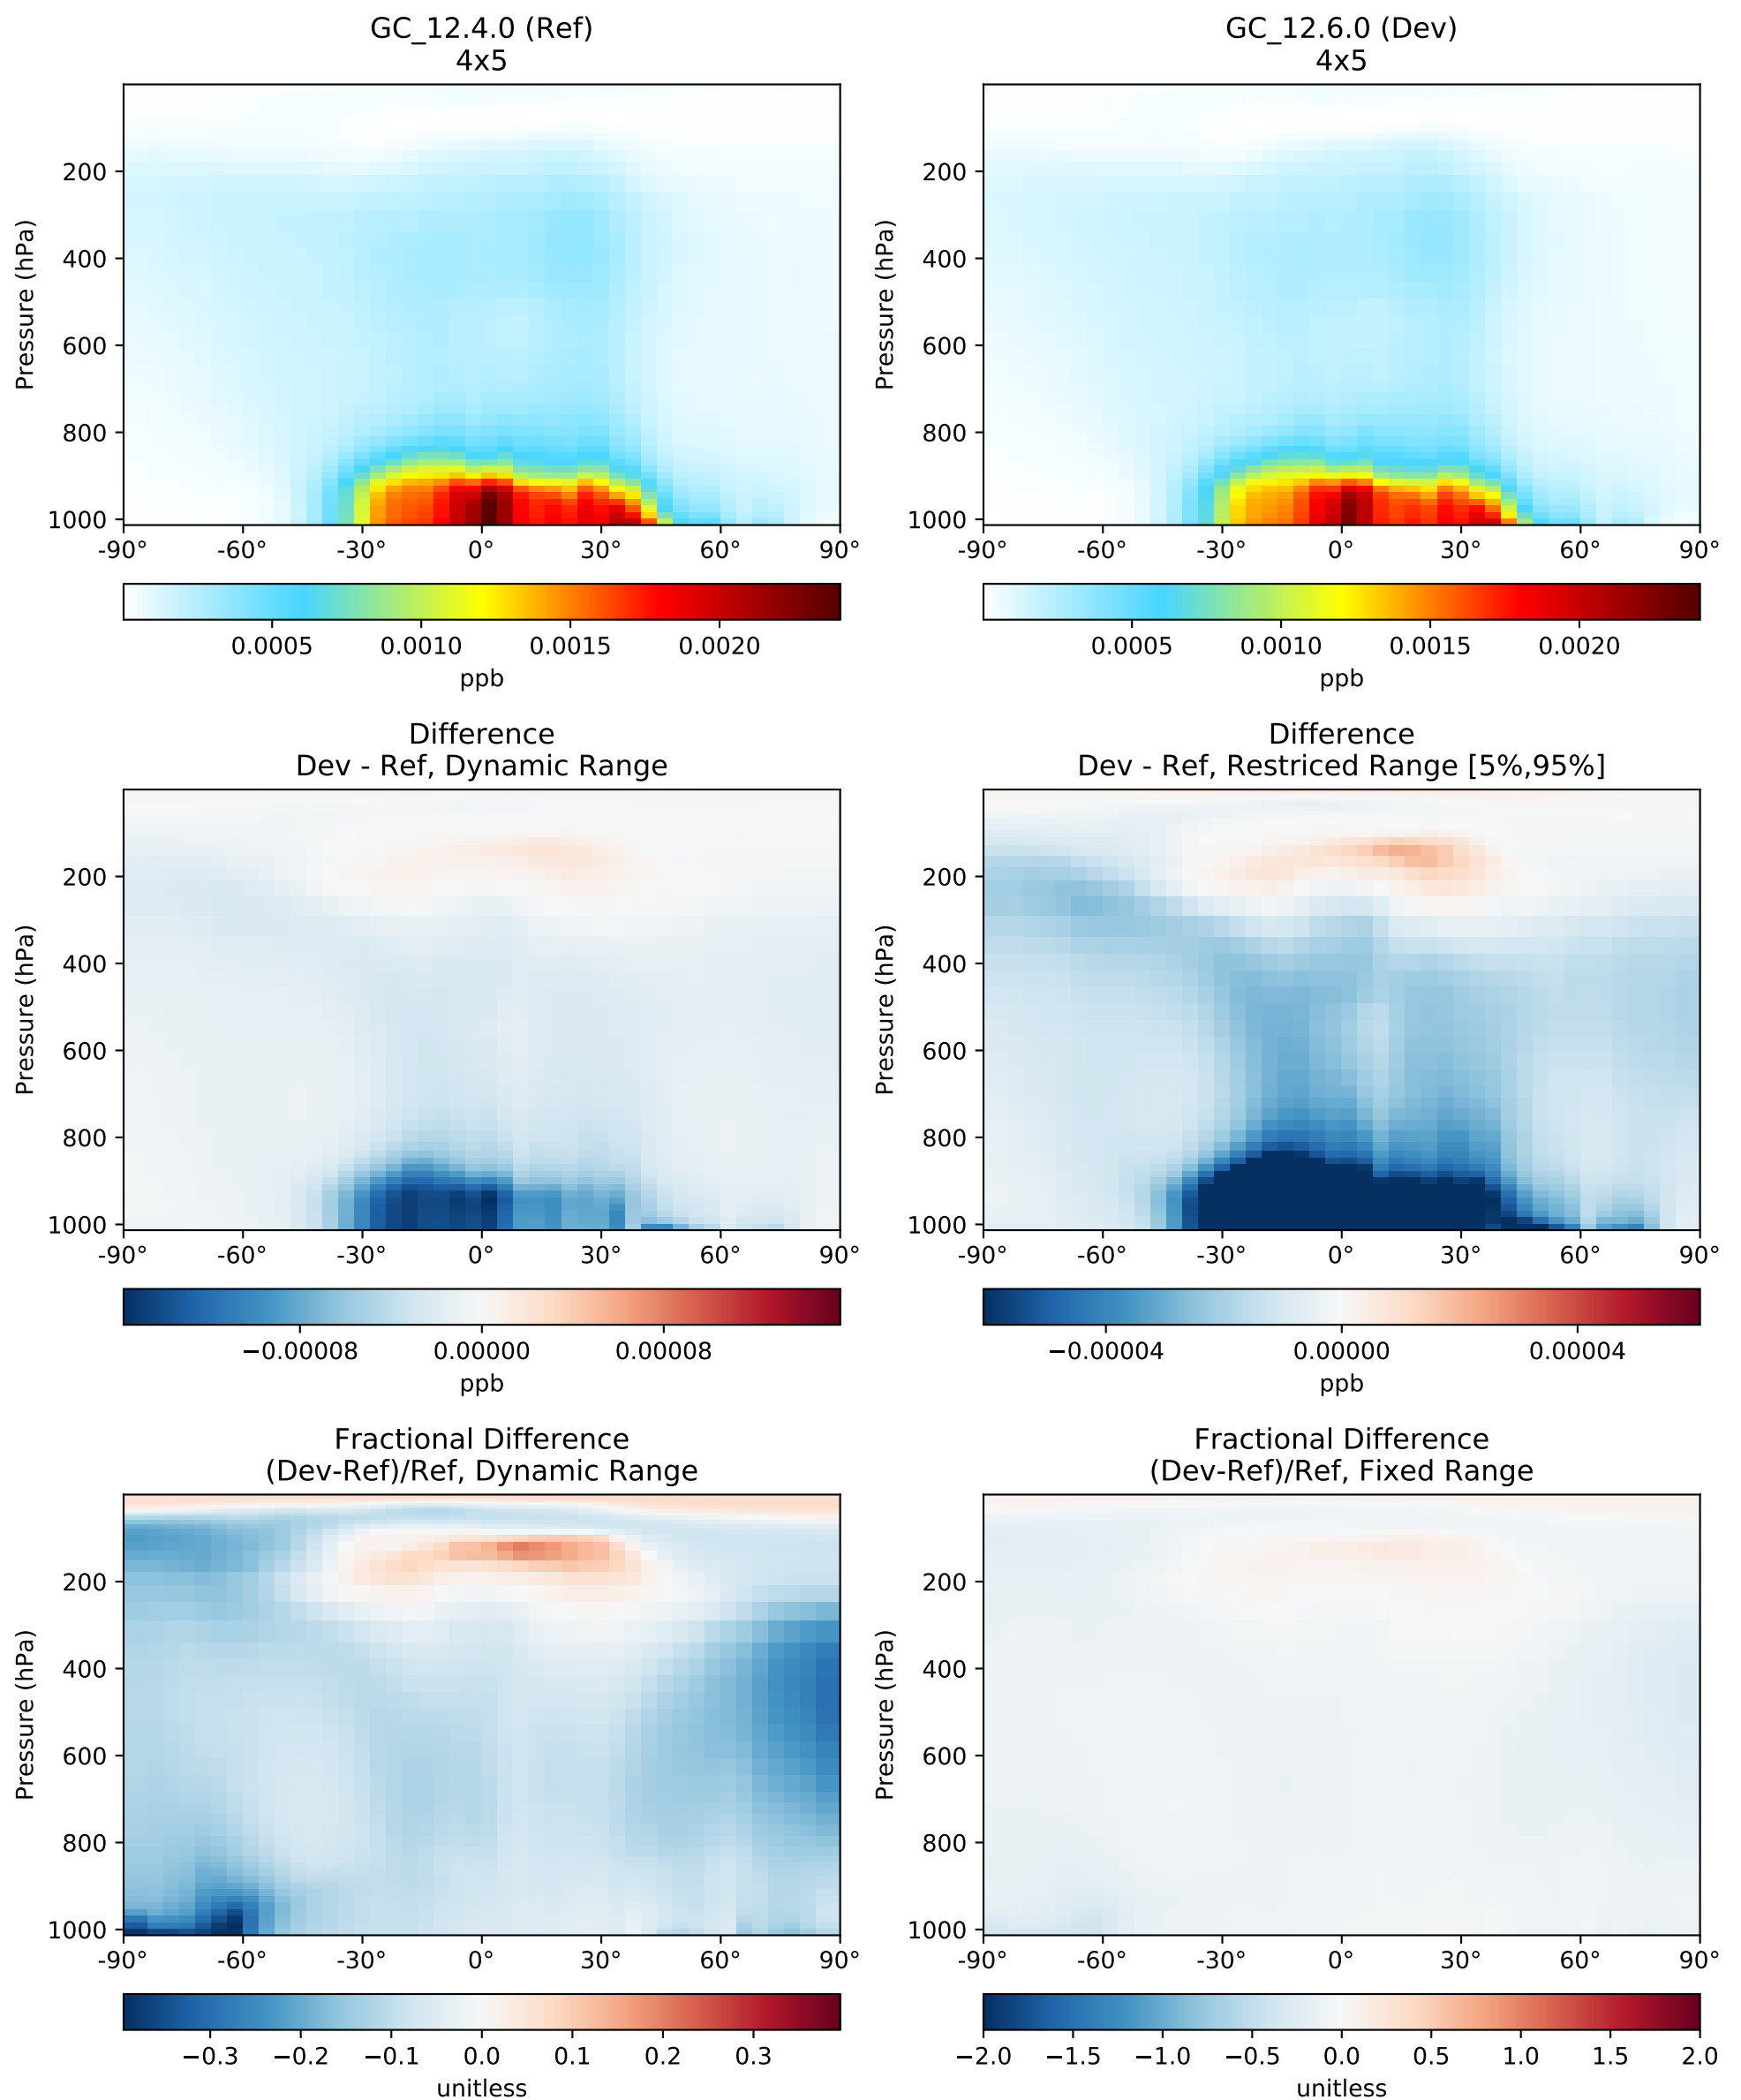 GC_12.4.0 (Ref)
4x5
GC_12.6.0 (Dev)
4x5
Pressure (hPa)
200
400
600
800
1000
-90° -60° -30° 0° 30° 60° 90°
0.0005 0.0010 0.0015 0.0020
ppb
Pressure (hPa)
200
400
600
800
1000
-90° -60° -30° 0° 30° 60° 90°
0.0005 0.0010 0.0015 0.0020
ppb
Difference
Dev - Ref, Dynamic Range
Pressure (hPa)
200
400
600
800
1000
-90° -60° -30° 0° 30° 60° 90°
−0.00008 0.00000 0.00008
ppb
Difference
Dev - Ref, Restriced Range [5%,95%]
Pressure (hPa)
200
400
600
800
1000
-90° -60° -30° 0° 30° 60° 90°
−0.00004 0.00000 0.00004
ppb
Fractional Difference
(Dev-Ref)/Ref, Dynamic Range
Pressure (hPa)
200
400
600
800
1000
-90° -60° -30° 0° 30° 60° 90°
−0.3 −0.2 −0.1 0.0 0.1 0.2 0.3
unitless
Fractional Difference
(Dev-Ref)/Ref, Fixed Range
Pressure (hPa)
200
400
600
800
1000
-90° -60° -30° 0° 30° 60° 90°
−2.0 −1.5 −1.0 −0.5 0.0 0.5 1.0 1.5 2.0
unitless